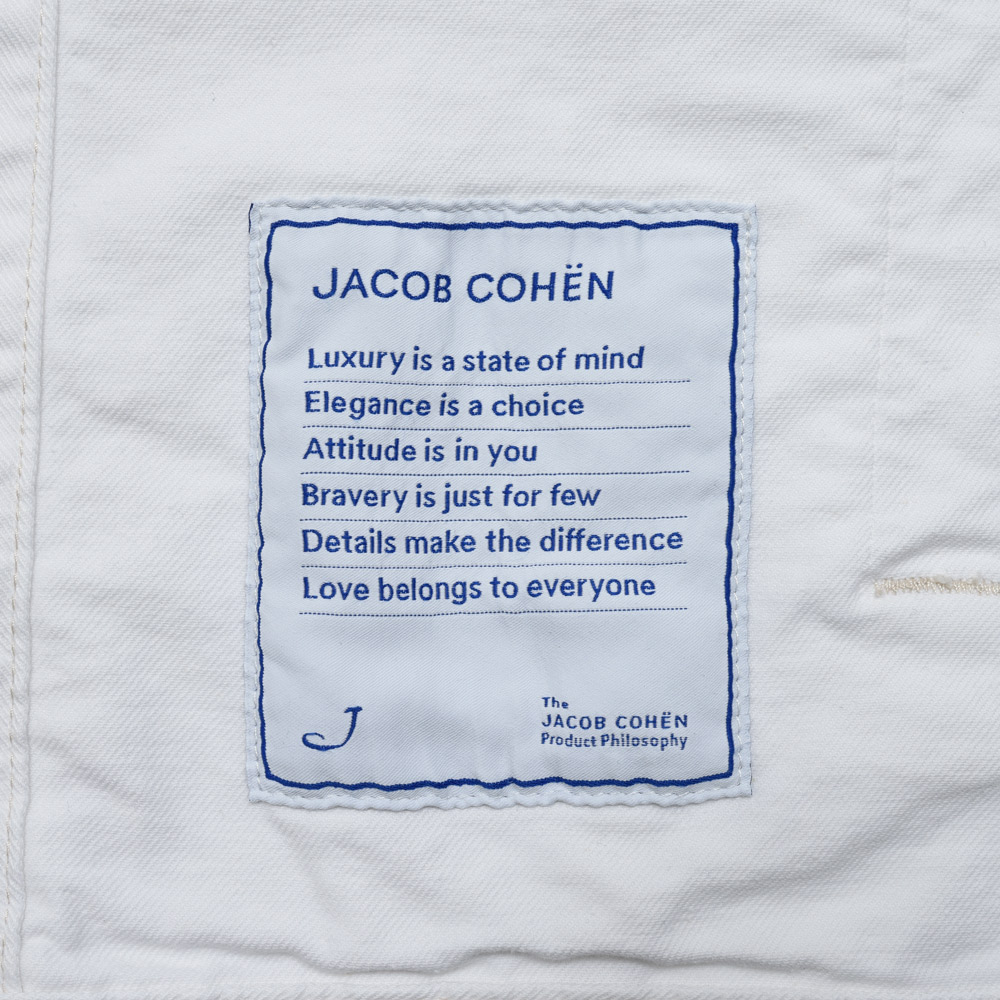 JACOB COHËN
Luxury is a state of mind
Elegance is a choice
Attitude is in you
Bravery is just for few
Details make the difference
Love belongs to everyone
J
The
JACOB COHËN
Product Philosophy